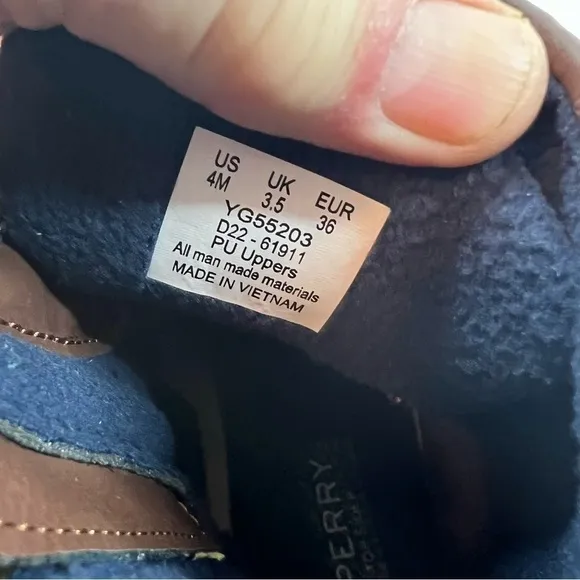 US UK EUR
4M 3.5 36
YG55203
D22-61911
PU Uppers
All man made materials
MADE IN VIETNAM
PERRY